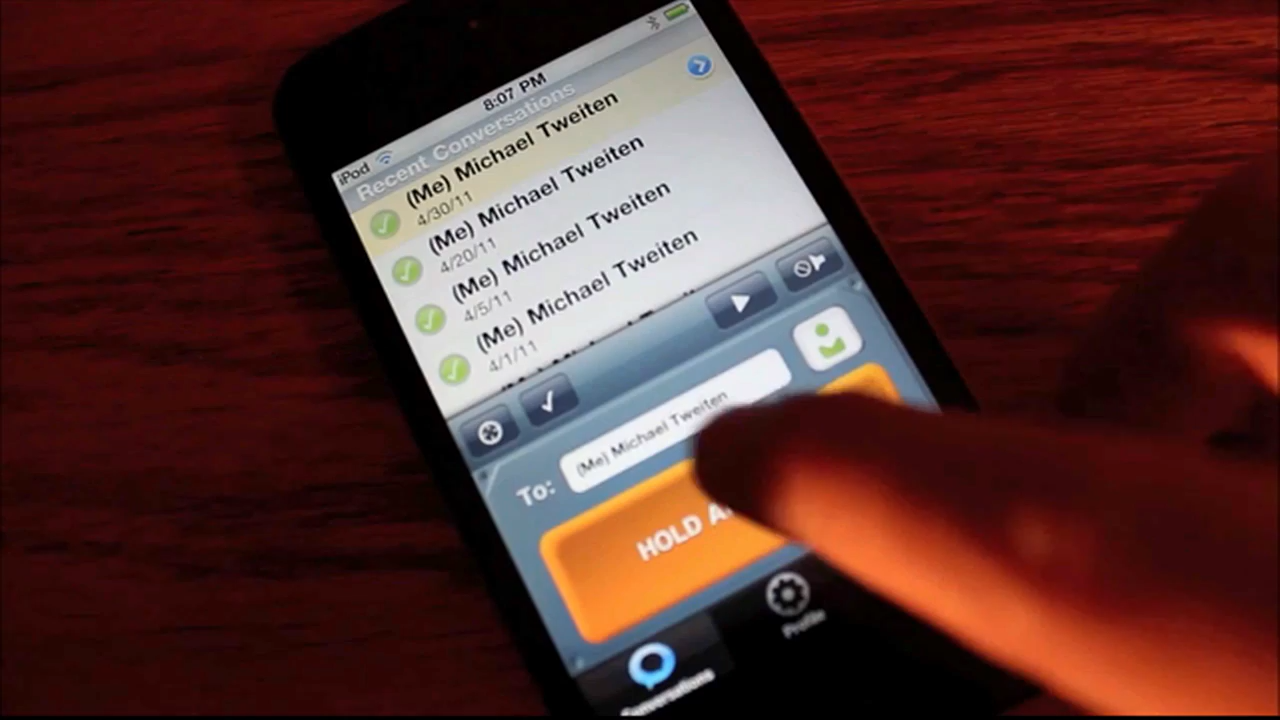 iPod 8:07 PM
Recent Conversations
(Me) Michael Tweiten
4/30/11
(Me) Michael Tweiten
4/20/11
(Me) Michael Tweiten
4/5/11
(Me) Michael Tweiten
4/1/11
To: (Me) Michael Tweiten
HOLD
Conversations
Profile